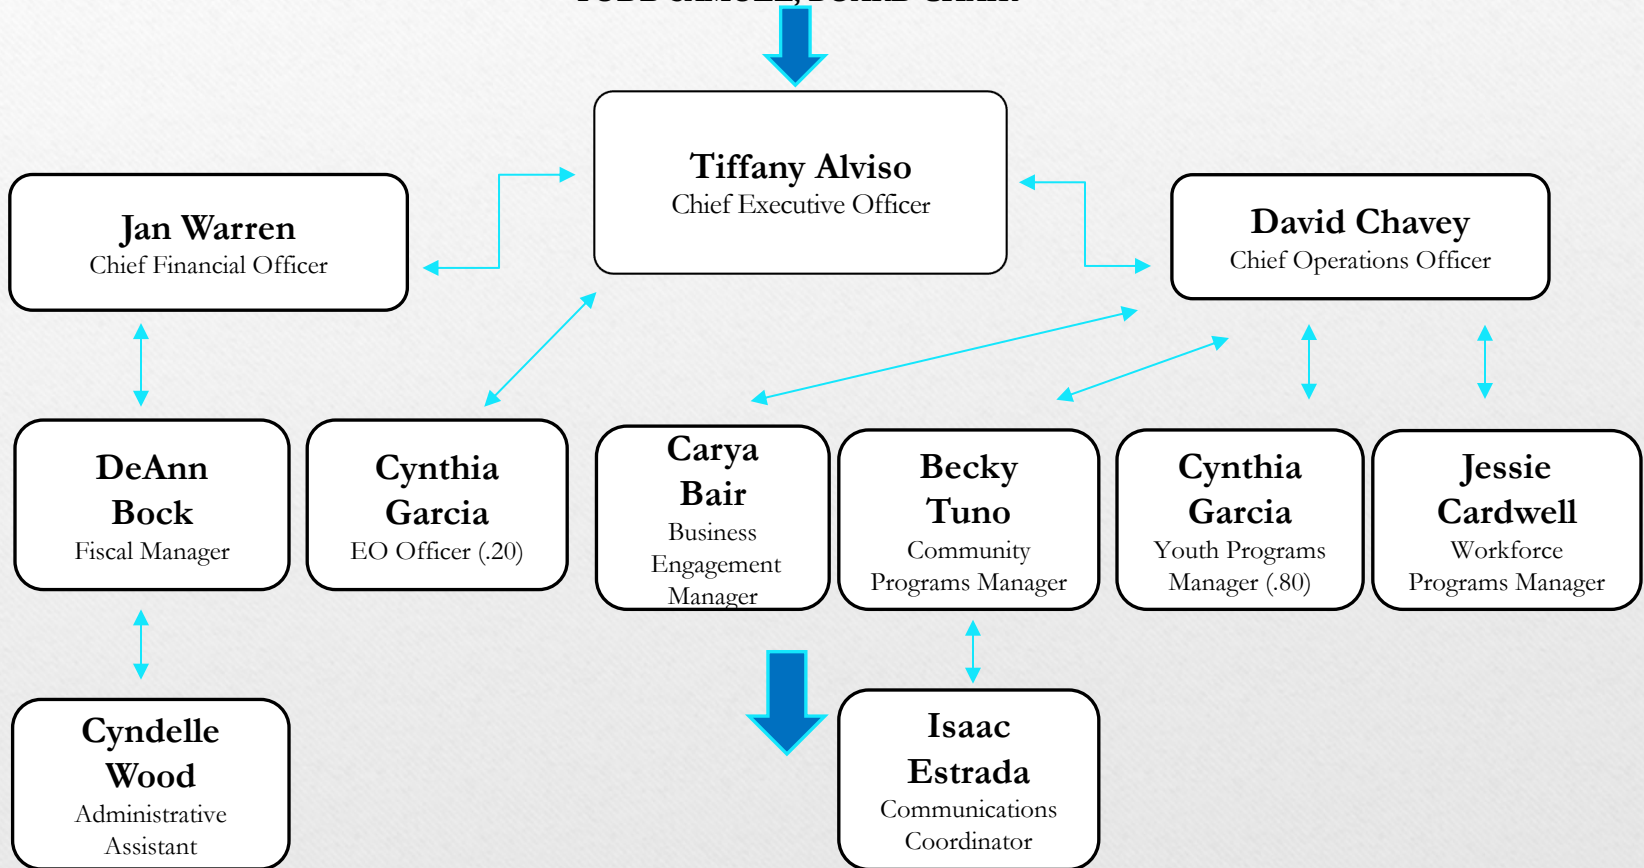 Tiffany Alviso
Chief Executive Officer
Jan Warren
Chief Financial Officer
David Chavey
Chief Operations Officer
DeAnn
Bock
Fiscal Manager
Cynthia
Garcia
EO Officer (.20)
Carya
Bair
Business
Engagement
Manager
Becky
Tuno
Community
Programs Manager
Cynthia
Garcia
Youth Programs
Manager (.80)
Jessie
Cardwell
Workforce
Programs Manager
Cyndelle
Wood
Administrative
Assistant
Isaac
Estrada
Communications
Coordinator